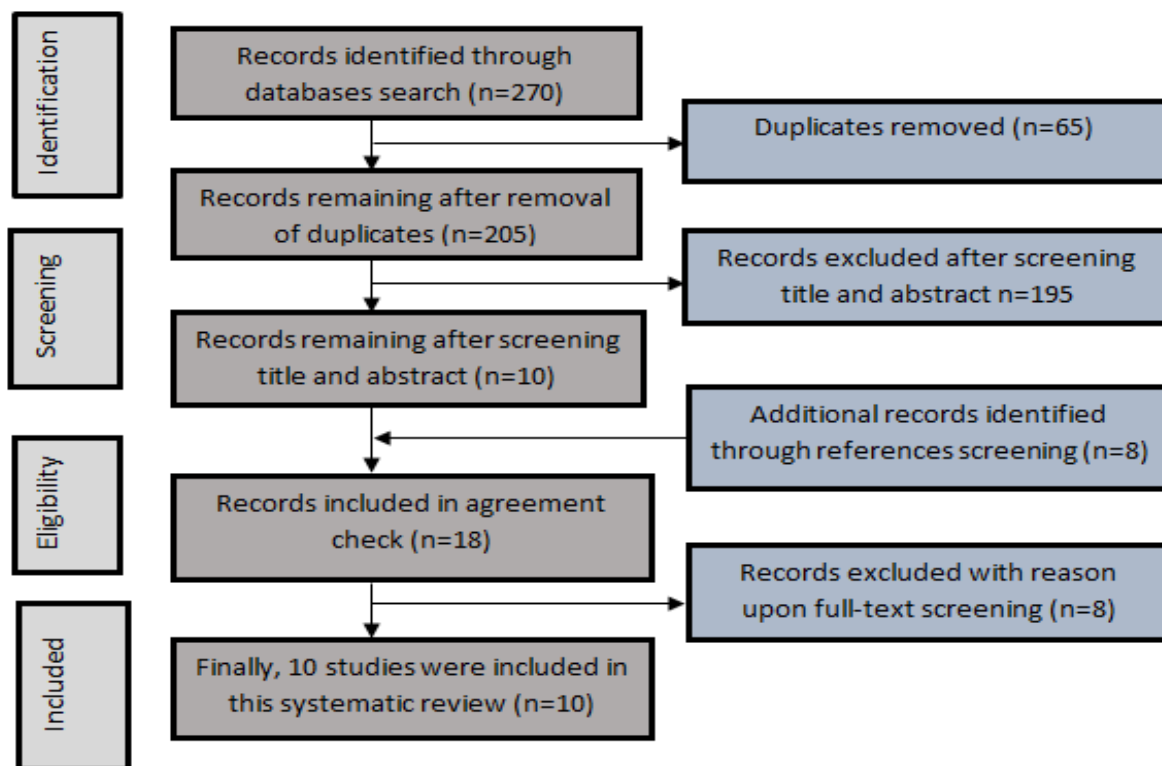 Identification
Records identified through
databases search (n=270)
Duplicates removed (n=65)
Records remaining after removal
of duplicates (n=205)
Screening
Records excluded after screening
title and abstract n=195
Records remaining after screening
title and abstract (n=10)
Additional records identified
through references screening (n=8)
Eligibility
Records included in agreement
check (n=18)
Records excluded with reason
upon full-text screening (n=8)
Included
Finally, 10 studies were included in
this systematic review (n=10)